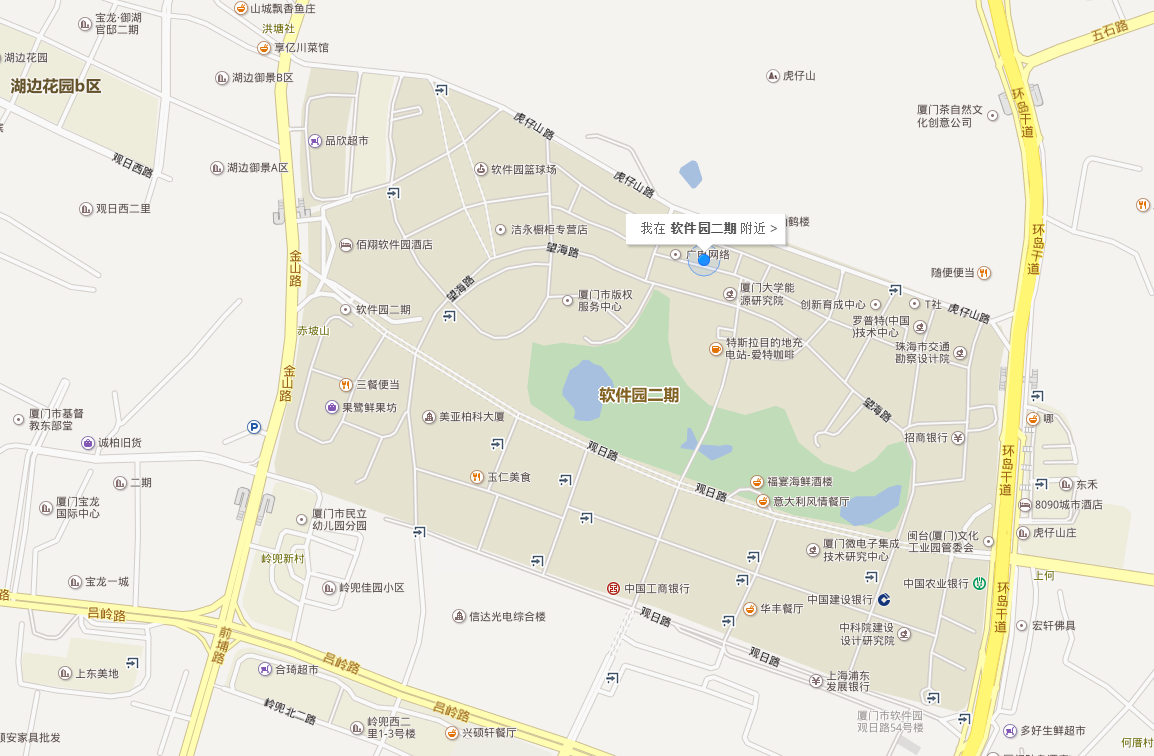 山城飘香鱼庄
宝龙·御湖
官邸二期
洪塘社
享亿川菜馆
五石路
湖边花园
湖边花园b区
湖边御景B区
虎仔山
环岛干道
厦门茶自然文
化创意公司
虎仔山路
品欣超市
观日西路
湖边御景A区
软件园篮球场
虎仔山路
观日西二里
洁永橱柜专营店
我在 软件园二期 附近 >
鹤楼
佰翔软件园酒店
望海路
广电网络
环岛干道
金山路
随便便当
望海路
厦门市版权
服务中心
厦门大学能
源研究院
创新育成中心
T社
虎仔山路
软件园二期
罗普特(中国
)技术中心
赤坡山
特斯拉目的地充
电站-爱特咖啡
珠海市交通
勘察设计院
金山路
三餐便当
软件园二期
果鹭鲜果坊
望海路
厦门市基督
教东部堂
美亚柏科大厦
哪
诚柏旧货
招商银行
观日路
环岛干道
二期
玉仁美食
福宴海鲜酒楼
东禾
观日路
意大利风情餐厅
8090城市酒店
厦门宝龙
国际中心
厦门市民立
幼儿园分园
虎仔山庄
闽台(厦门)文化
工业园管委会
厦门微电子集成
技术研究中心
岭兜新村
上何
宝龙一城
岭兜佳园小区
中国工商银行
中国农业银行
路
吕岭路
中国建设银行
华丰餐厅
环岛干道
信达光电综合楼
观日路
宏轩佛具
中科院建设
设计研究院
前埔路
吕岭路
观日路
上东美地
合琦超市
上海浦东
发展银行
岭兜北二路
吕岭路
厦门市软件园
观日路54号楼
岭兜西二
里1-3号楼
兴硕轩餐厅
多好生鲜超市
顺安家具批发
何厝村